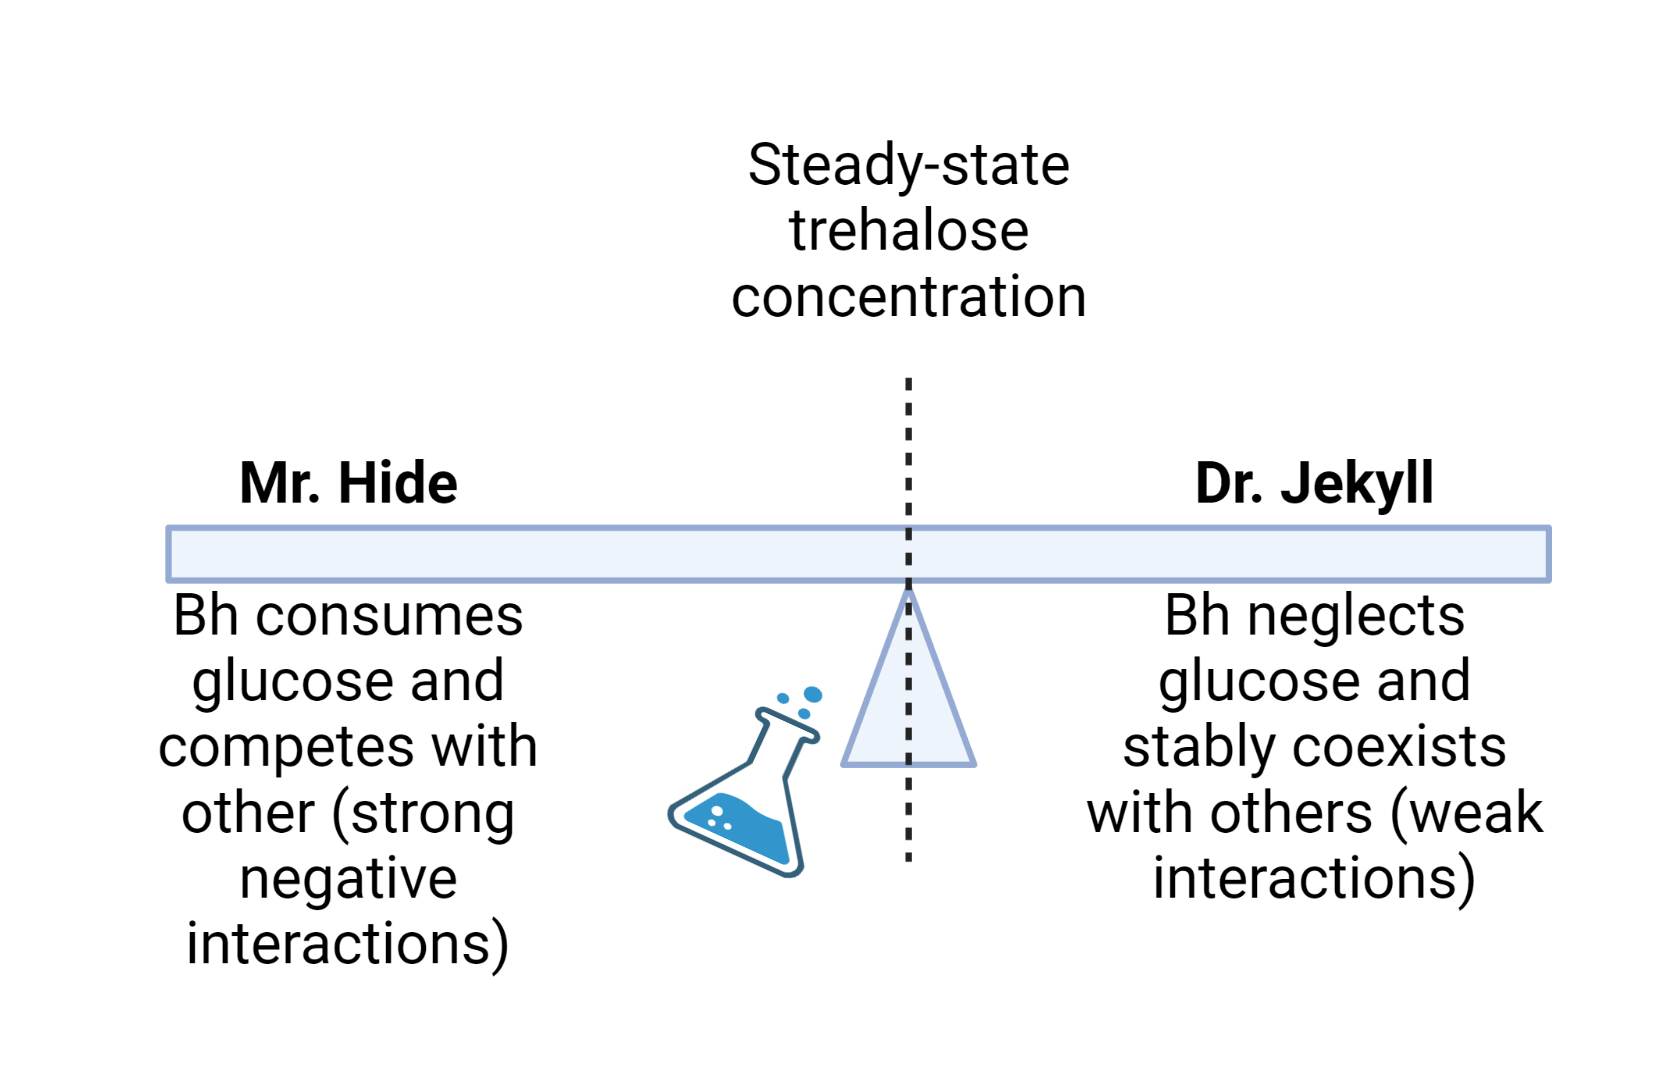 Steady-state
trehalose
concentration
Mr. Hide
Dr. Jekyll
Bh consumes
glucose and
competes with
other (strong
negative
interactions)
Bh neglects
glucose and
stably coexists
with others (weak
interactions)